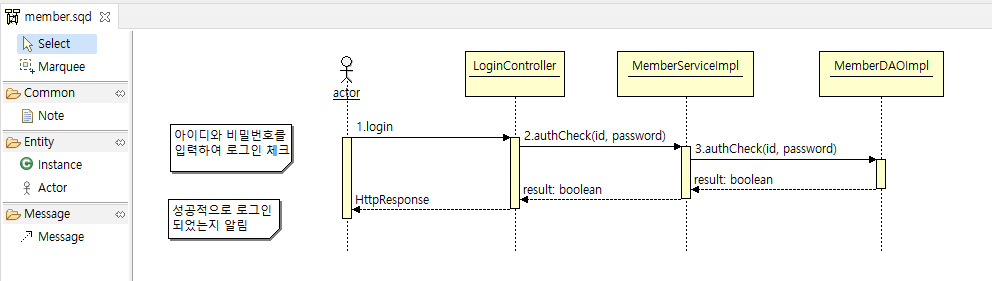 member.sqd
Select
Marquee
Common
Note
Entity
Instance
Actor
Message
Message
actor
LoginController
MemberServiceImpl
MemberDAOImpl
아이디와 비밀번호를
입력하여 로그인 체크
1.login
2.authCheck(id, password)
3.authCheck(id, password)
result: boolean
result: boolean
HttpResponse
성공적으로 로그인
되었는지 알림